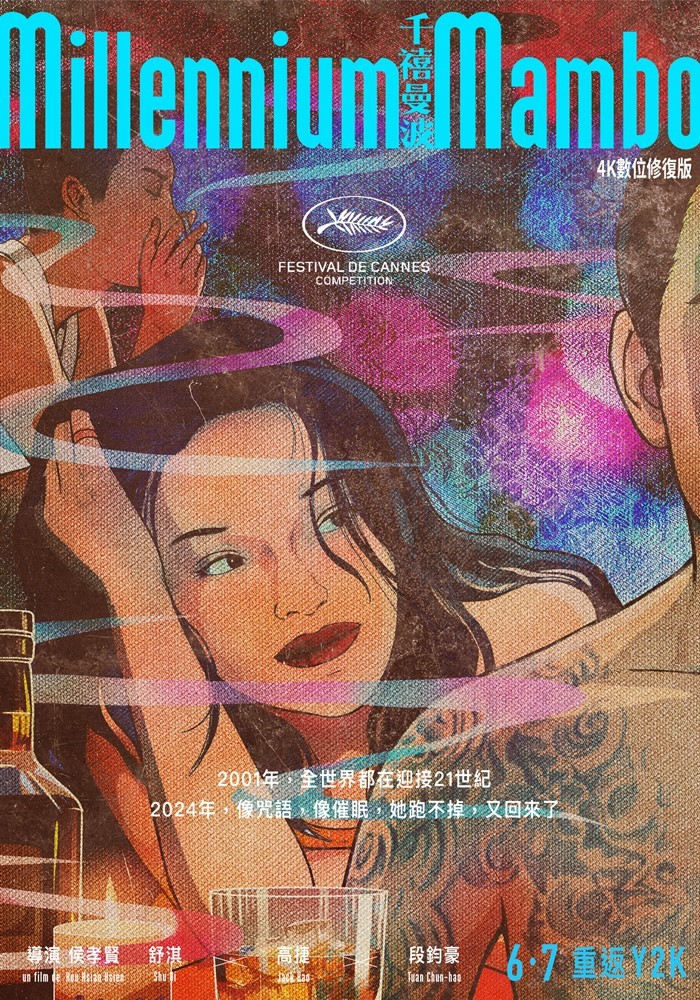 Millennium
千禧曼波
Mambo
4K數位修復版
FESTIVAL DE CANNES
COMPETITION
2001年，全世界都在迎接21世紀
2024年，像咒語，像催眠，她跑不掉，又回來了
導演 侯孝賢
un film de Hou Hsiao Hsien
舒淇
Shu Qi
高捷
Jack Kao
段鈞豪
Tuan Chun-hao
6·7 重返Y2K